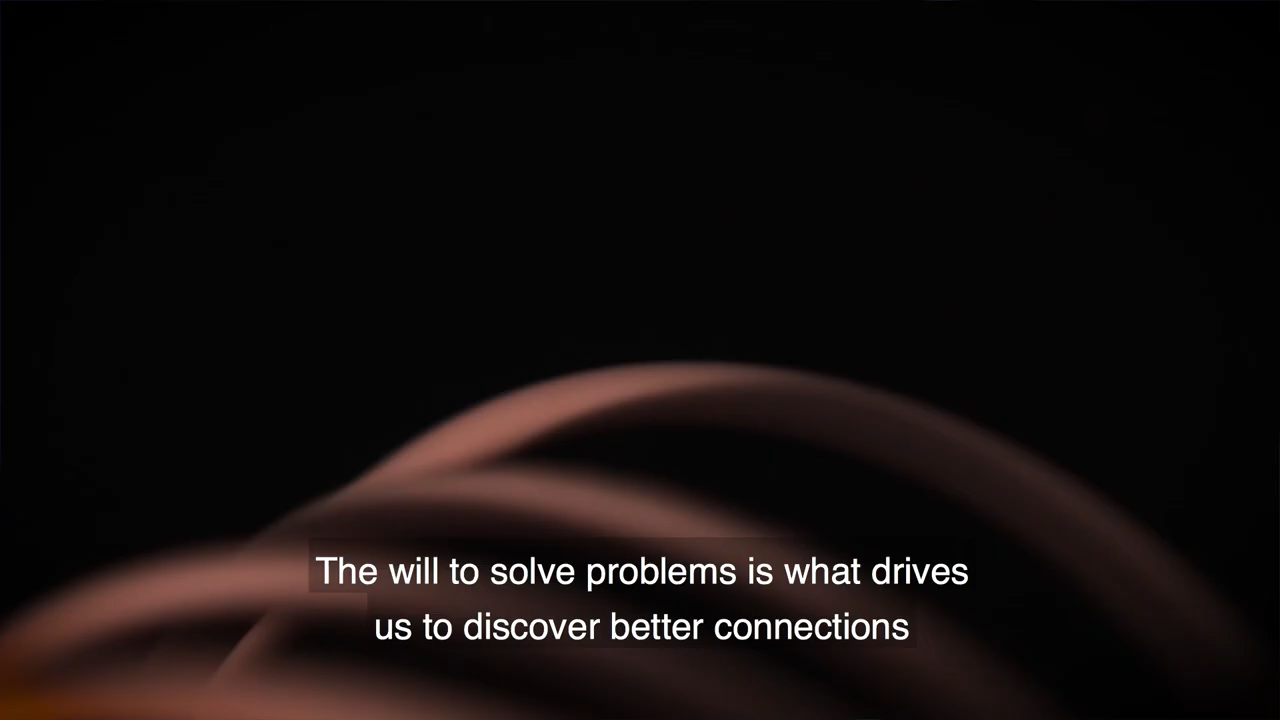 The will to solve problems is what drives
us to discover better connections